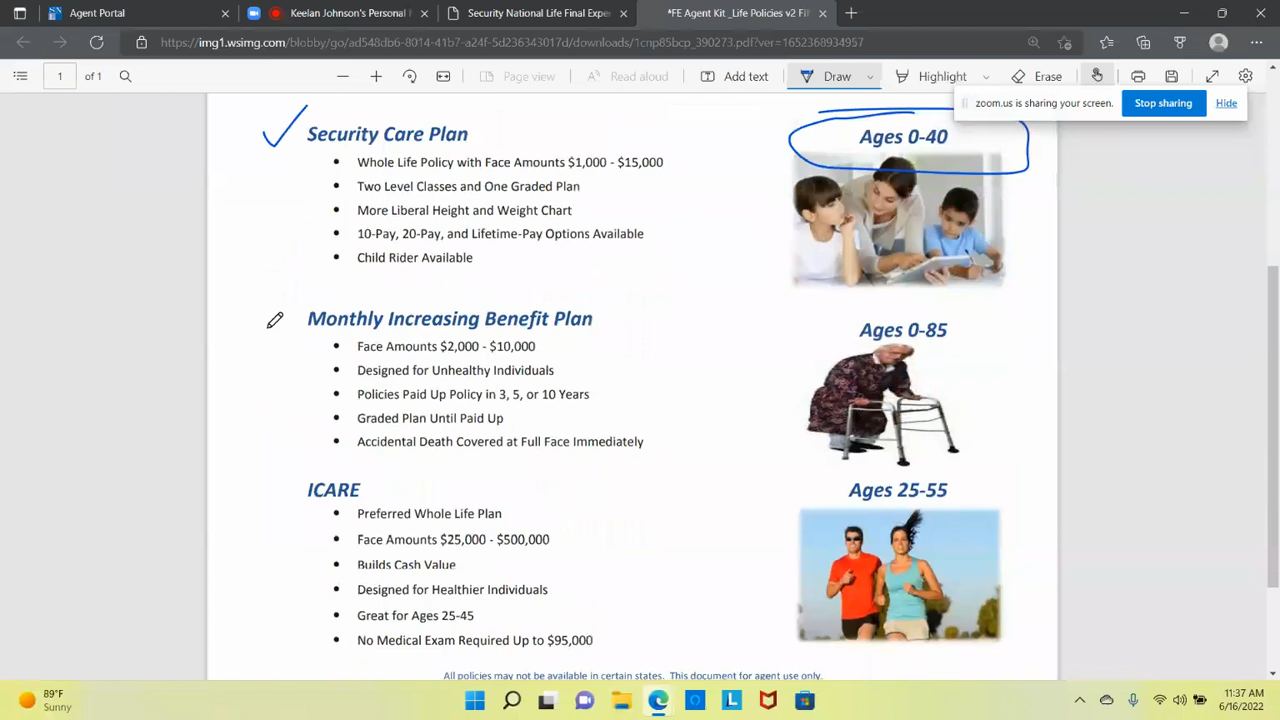 Agent Portal
Keelan Johnson's Personal
Security National Life Final Expe
*FE Agent Kit _Life Policies v2 Fil
https://img1.wsimg.com/blobby/go/ad548db6-8014-41b7-a24f-5d236343017d/downloads/1cnp85bcp_390273.pdf?ver=1652368934957
1 of 1
Page view
Read aloud
Add text
Draw
Highlight
Erase
zoom.us is sharing your screen. Stop sharing Hide
Security Care Plan
Ages 0-40
• Whole Life Policy with Face Amounts $1,000 - $15,000
• Two Level Classes and One Graded Plan
• More Liberal Height and Weight Chart
• 10-Pay, 20-Pay, and Lifetime-Pay Options Available
• Child Rider Available
Monthly Increasing Benefit Plan
Ages 0-85
• Face Amounts $2,000 - $10,000
• Designed for Unhealthy Individuals
• Policies Paid Up Policy in 3, 5, or 10 Years
• Graded Plan Until Paid Up
• Accidental Death Covered at Full Face Immediately
ICARE
Ages 25-55
• Preferred Whole Life Plan
• Face Amounts $25,000 - $500,000
• Builds Cash Value
• Designed for Healthier Individuals
• Great for Ages 25-45
• No Medical Exam Required Up to $95,000
All policies may not be available in certain states. This document for agent use only.
89°F
Sunny
11:37 AM
6/16/2022